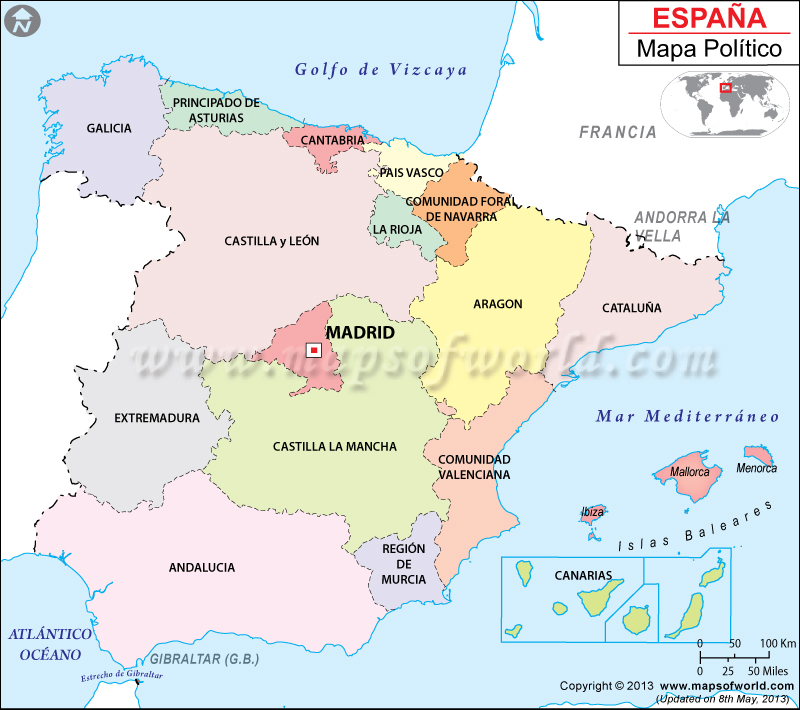 N
ESPAÑA
Mapa Político
Golfo de Vizcaya
FRANCIA
PRINCIPADO DE
ASTURIAS
GALICIA
CANTABRIA
PAIS VASCO
COMUNIDAD FORAL
DE NAVARRA
LA RIOJA
ANDORRA LA
VELLA
CASTILLA y LEÓN
ARAGON
CATALUÑA
MADRID
www.mapsofworld.com
EXTREMADURA
CASTILLA LA MANCHA
COMUNIDAD
VALENCIANA
Mar Mediterráneo
Mallorca
Menorca
Ibiza
Islas Baleares
REGIÓN
DE
MURCIA
ANDALUCIA
CANARIAS
ATLÁNTICO
OCÉANO
GIBRALTAR (G.B.)
Estrecho de Gibraltar
0 50 100 Km
0 25 50 Miles
Copyright © 2013 www.mapsofworld.com
(Updated on 8th May, 2013)